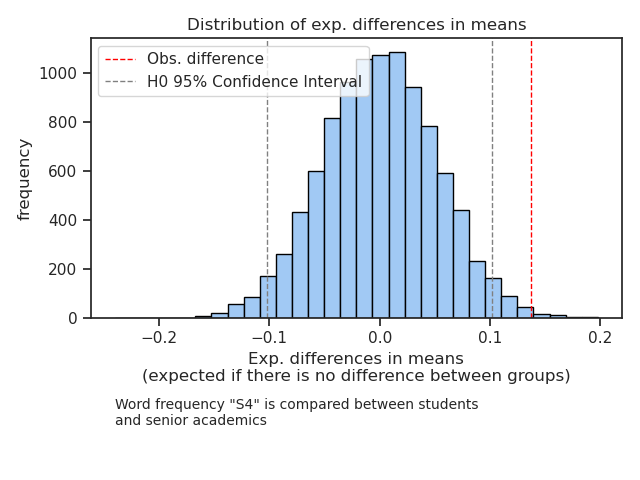 Distribution of exp. differences in means
Obs. difference
H0 95% Confidence Interval
frequency
1000
800
600
400
200
0
−0.2
−0.1
0.0
0.1
0.2
Exp. differences in means
(expected if there is no difference between groups)
Word frequency "S4" is compared between students
and senior academics